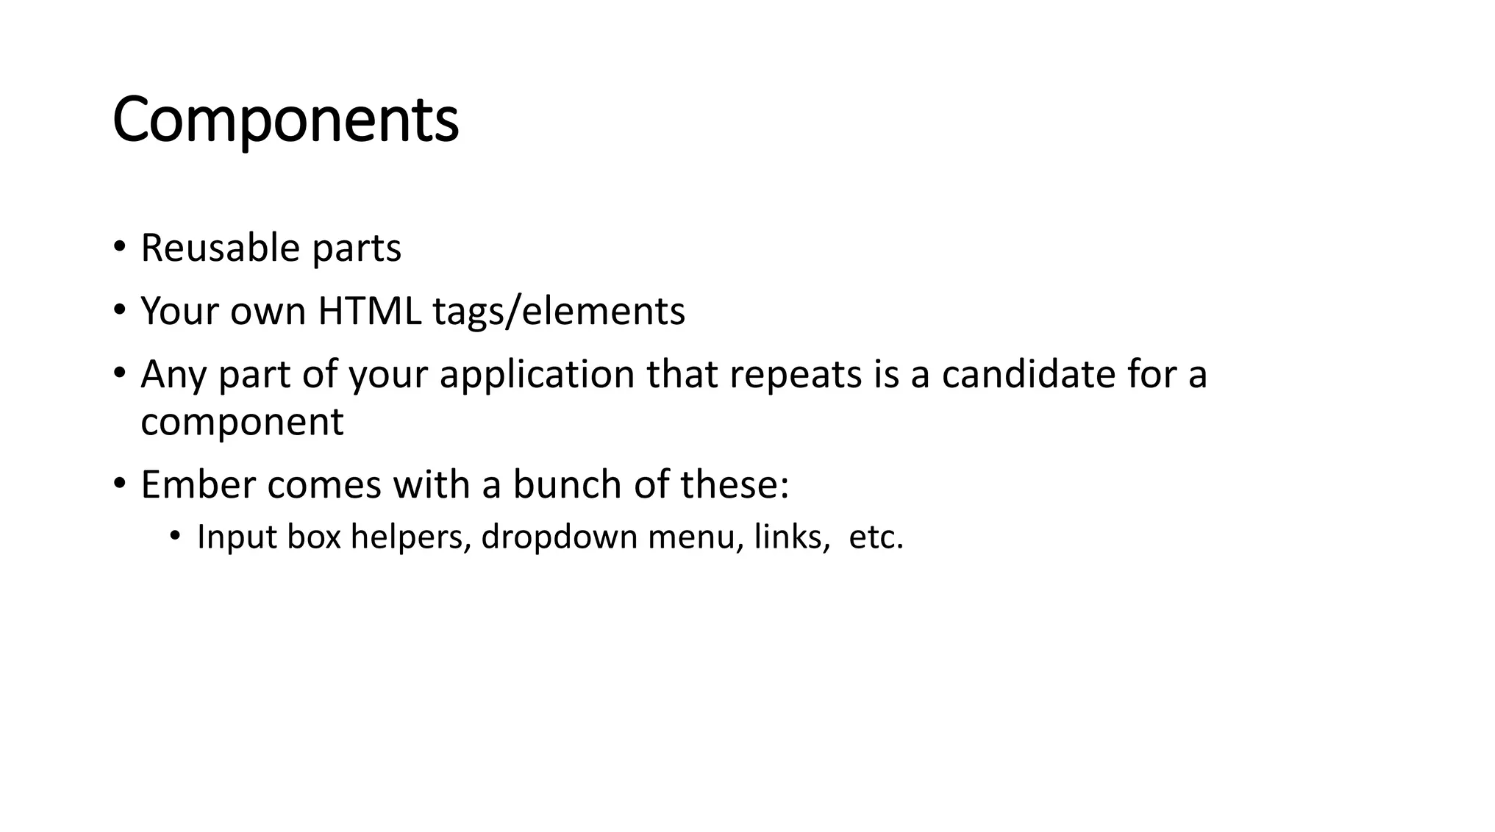 Components
• Reusable parts
• Your own HTML tags/elements
• Any part of your application that repeats is a candidate for a
component
• Ember comes with a bunch of these:
• Input box helpers, dropdown menu, links,  etc.